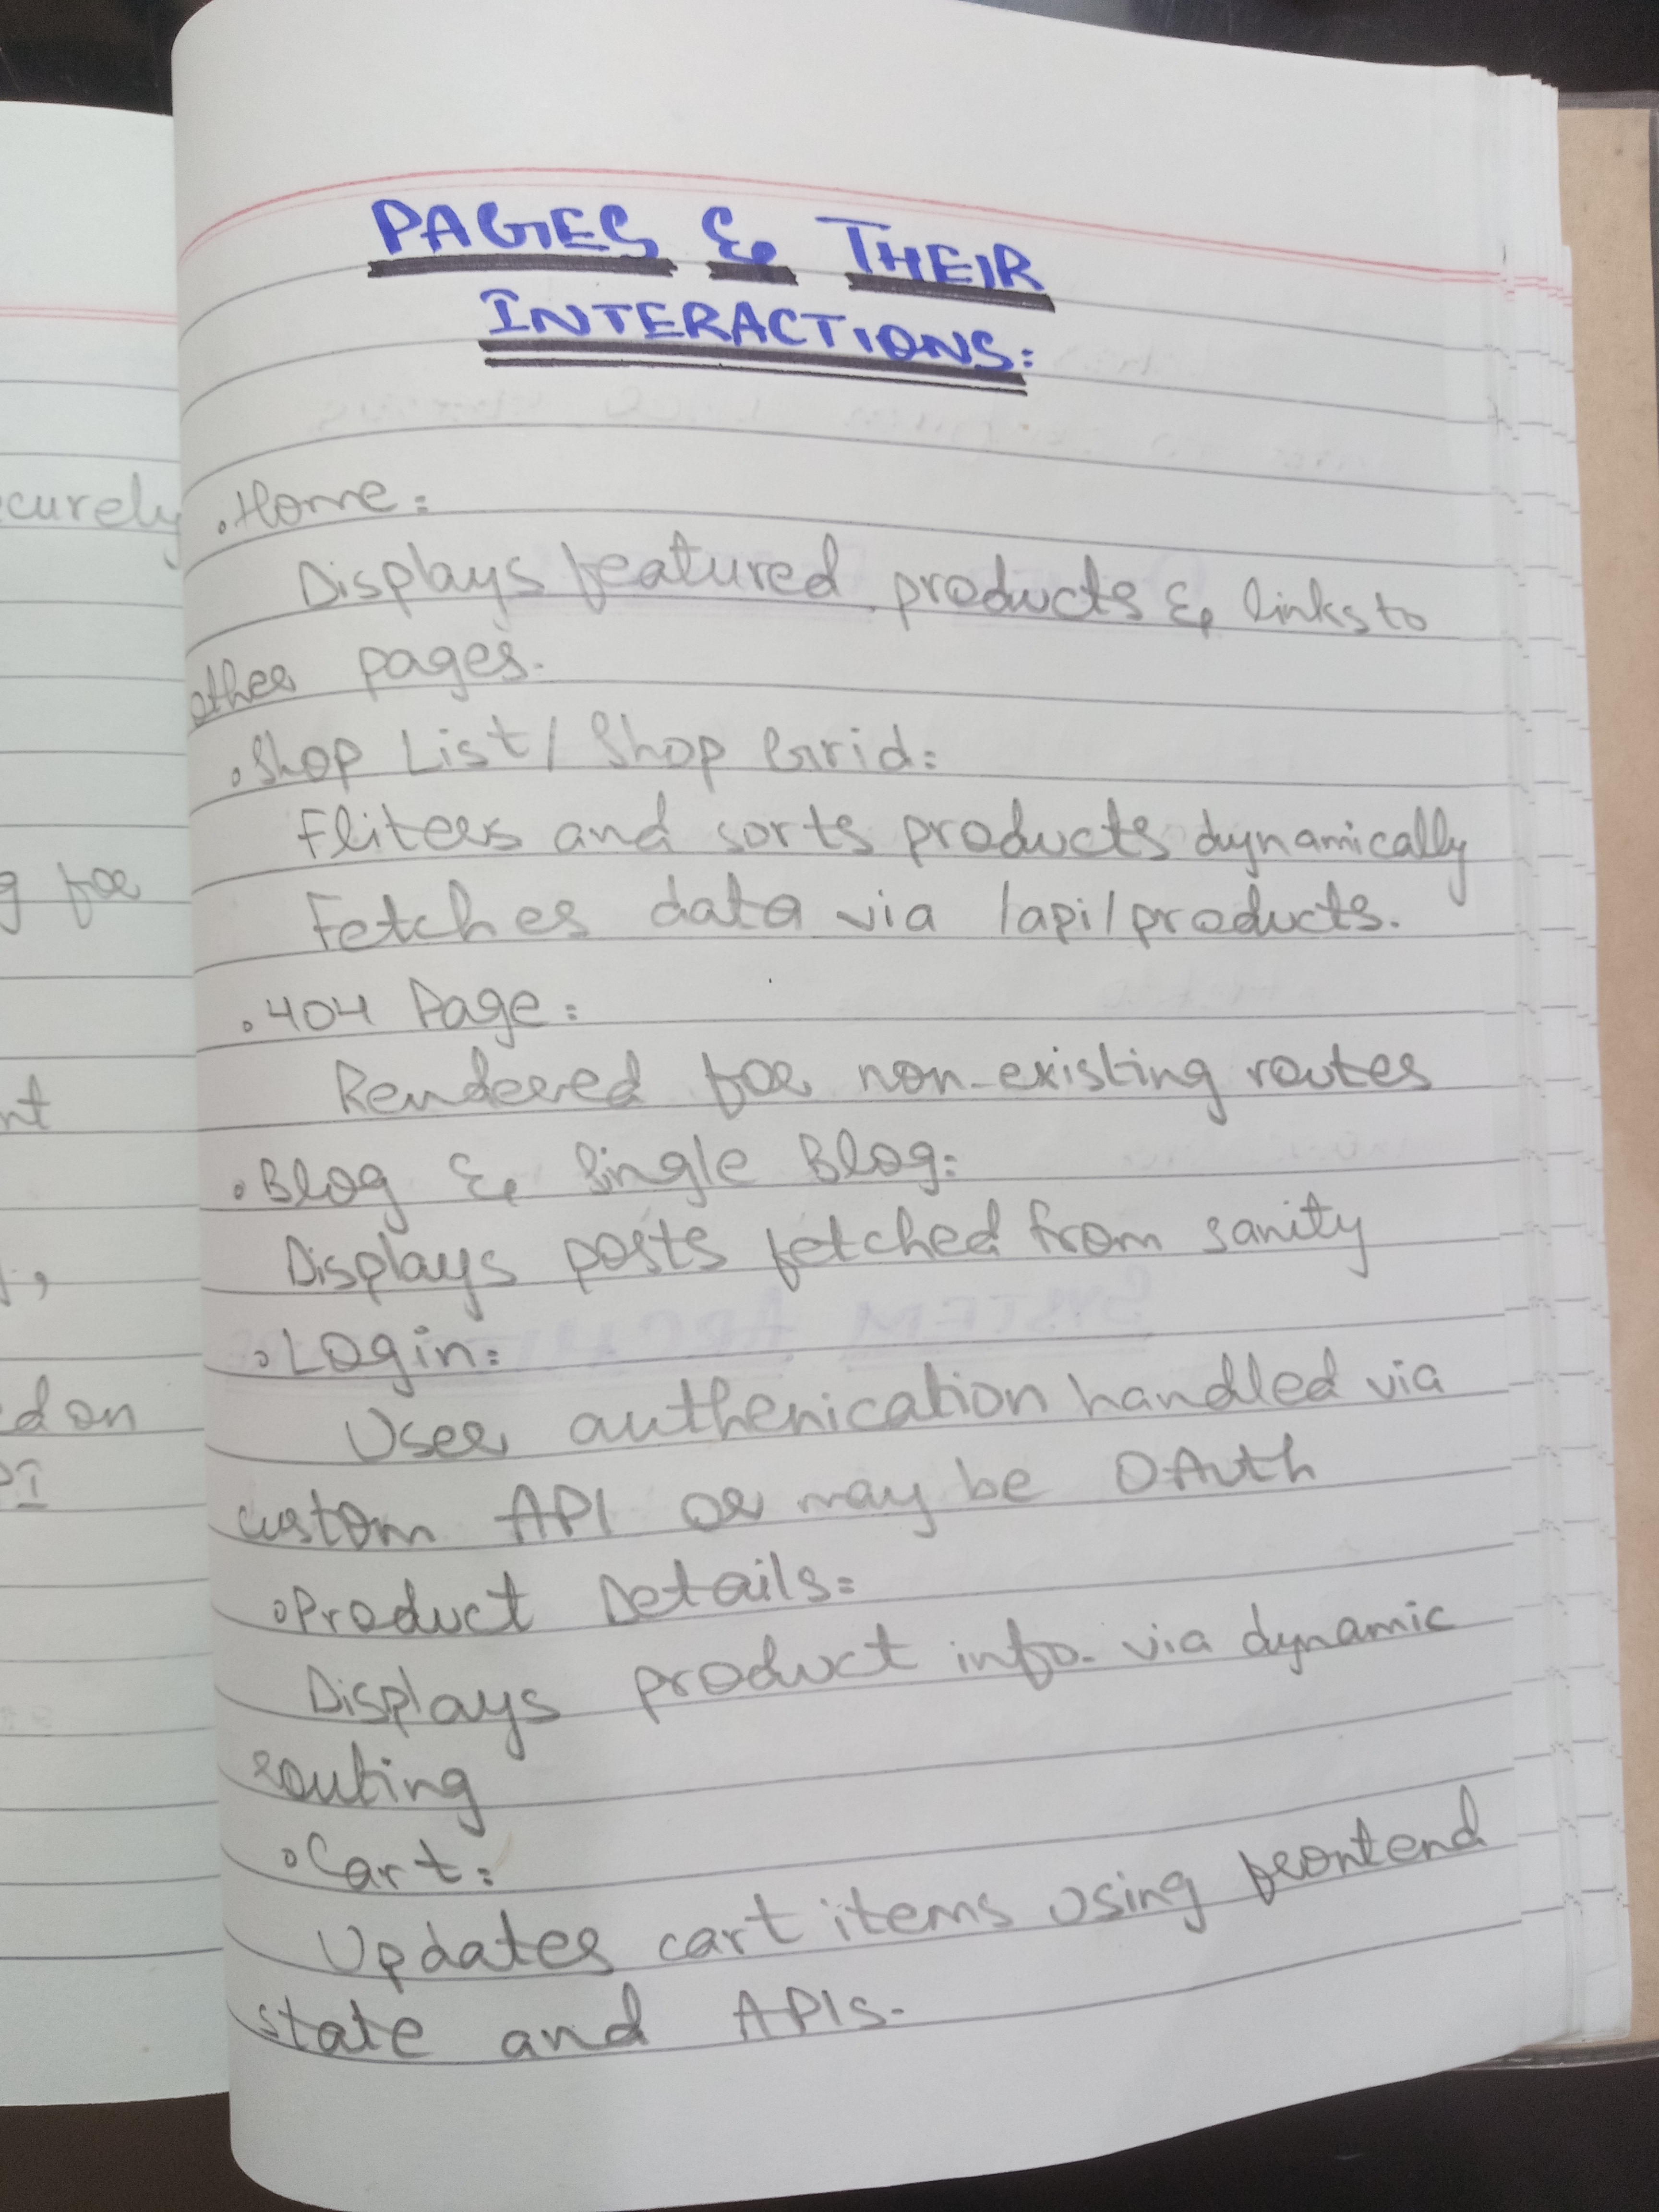 PAGES & THEIR
INTERACTIONS:
• Home:
Displays featured products & links to
other pages.
• Shop List / Shop Grid:
Fliters and sorts products dynamically
Fetches data via /api/products.
• 404 Page:
Rendered for non-existing routes
• Blog & Single Blog:
Displays posts fetched from sanity
• Login:
User authenication handled via
custom API or may be OAuth
• Product Details:
Displays product info. via dynamic
routing
• Cart:
Updates cart items using frontend
state and APIs.
curely
g for
nt
,
d on
PI